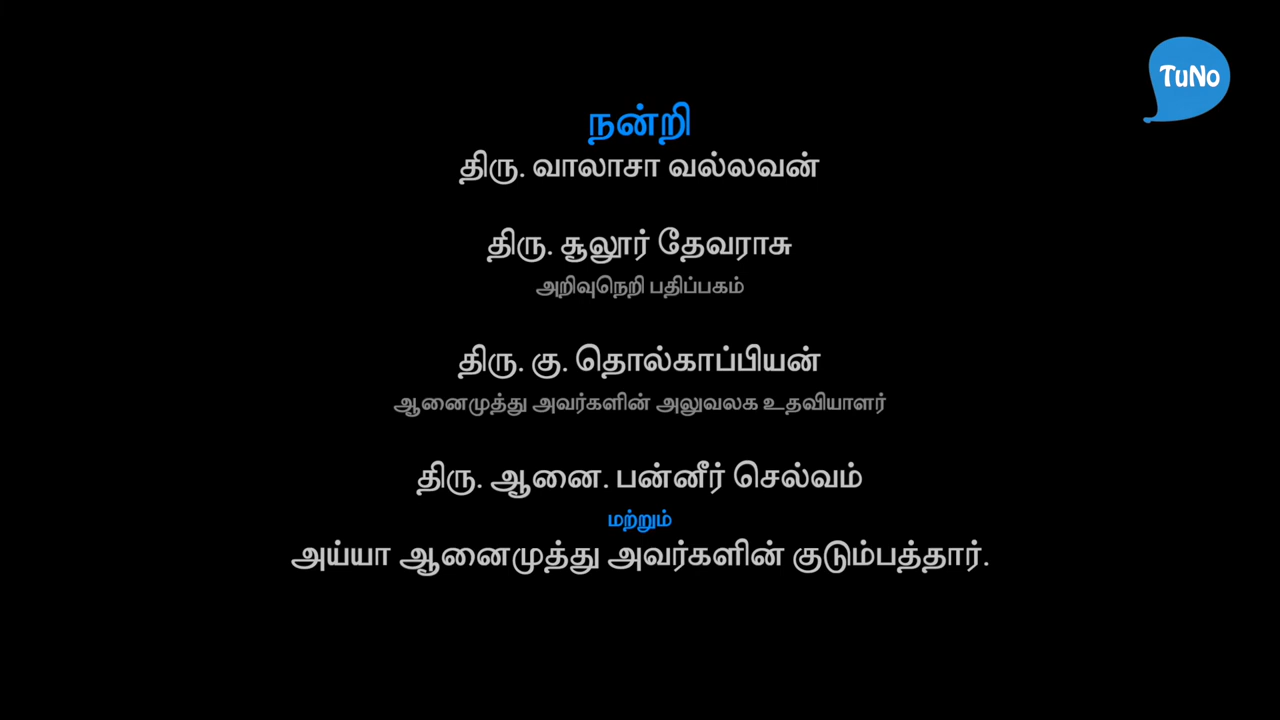 TuNo
நன்றி
திரு. வாலாசா வல்லவன்
திரு. சூலூர் தேவராசு
அறிவுநெறி பதிப்பகம்
திரு. கு. தொல்காப்பியன்
ஆனைமுத்து அவர்களின் அலுவலக உதவியாளர்
திரு. ஆனை. பன்னீர் செல்வம்
மற்றும்
அய்யா ஆனைமுத்து அவர்களின் குடும்பத்தார்.